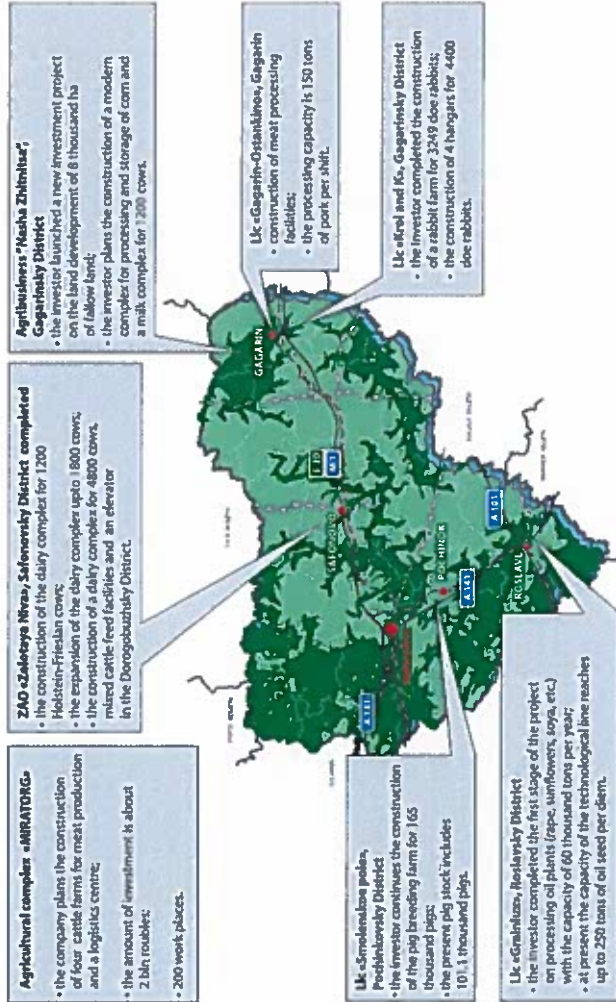 Agricultural complex «MIRATORG»
• the company plans the construction
of four cattle farms for meat production
and a logistics centre;
• the amount of investment is about
2 bln roubles;
• 200 work places.
ZAO «Zolotaya Niva», Safonovsky District completed
• the construction of the dairy complex for 1200
Holstein-Friesian cows;
• the expansion of the dairy complex upto 1800 cows;
• the construction of a dairy complex for 4800 cows,
mixed cattle feed facilities and an elevator
in the Dorogobuzhsky District.
Agribusiness "Nasha Zhitnitsa",
Gagarinsky District
• the investor launched a new investment project
on the land development of 8 thousand ha
of fallow land;
• the investor plans the construction of a modern
complex for processing and storage of corn and
a milk complex for 1200 cows.
Llc «Gagarin-Ostankino», Gagarin
• construction of meat processing
facilities;
• the processing capacity is 150 tons
of pork per shift.
Llc «Krol and K», Gagarinsky District
• the investor completed the construction
of a rabbit farm for 3249 doe rabbits;
• the construction of 4 hangars for 4400
doe rabbits.
Llc «Smolenskoe pole»,
Pochinkovsky District
• the investor continues the construction
of the pig breeding farm for 165
thousand pigs;
• the present pig stock includes
101,1 thousand pigs.
Llc «Grainlux», Roslavsky District
• the investor completed the first stage of the project
on processing oil plants (rape, sunflowers, soya, etc.)
with the capacity of 60 thousand tons per year;
• at present the capacity of the technological line reaches
up to 250 tons of oil seed per diem.
GAGARIN
SAFONOVO
M 1
POCHINOK
A 141
A 141
A 101
ROSLAVL